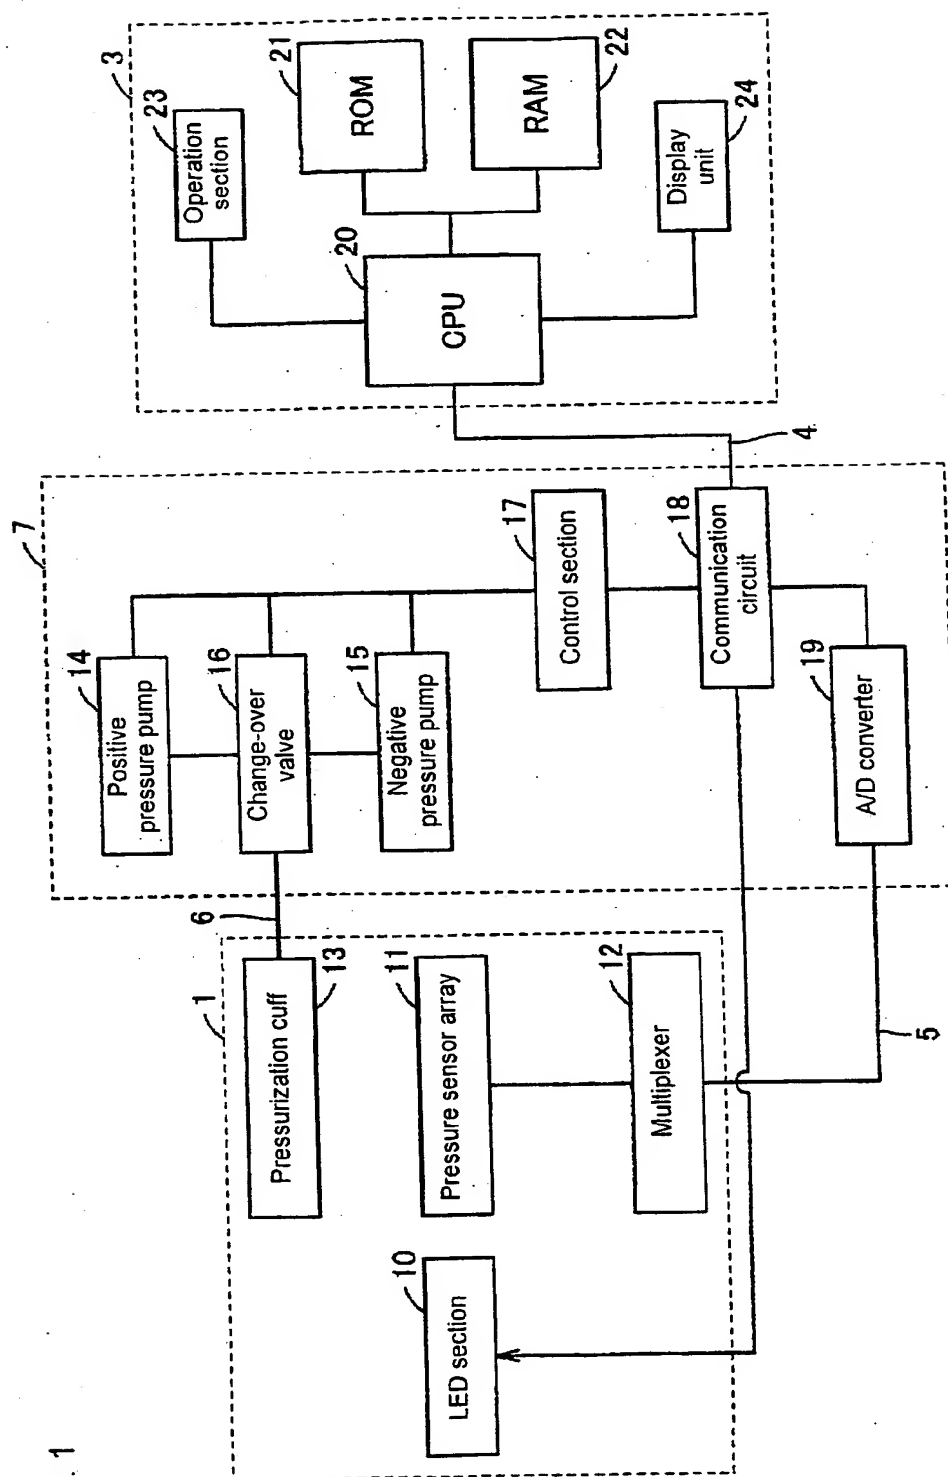 1
1
LED section
10
Pressurization cuff
13
Pressure sensor array
11
Multiplexer
12
6
5
7
Positive
pressure pump
14
Change-over
valve
16
Negative
pressure pump
15
Control section
17
Communication
circuit
18
A/D converter
19
4
3
CPU
20
Operation
section
23
ROM
21
RAM
22
Display
unit
24